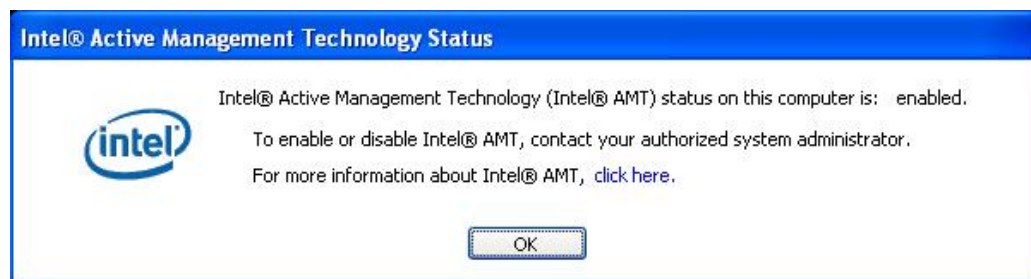 Intel® Active Management Technology Status
Intel® Active Management Technology (Intel® AMT) status on this computer is: enabled.
intel®
To enable or disable Intel® AMT, contact your authorized system administrator.
For more information about Intel® AMT, click here.
OK